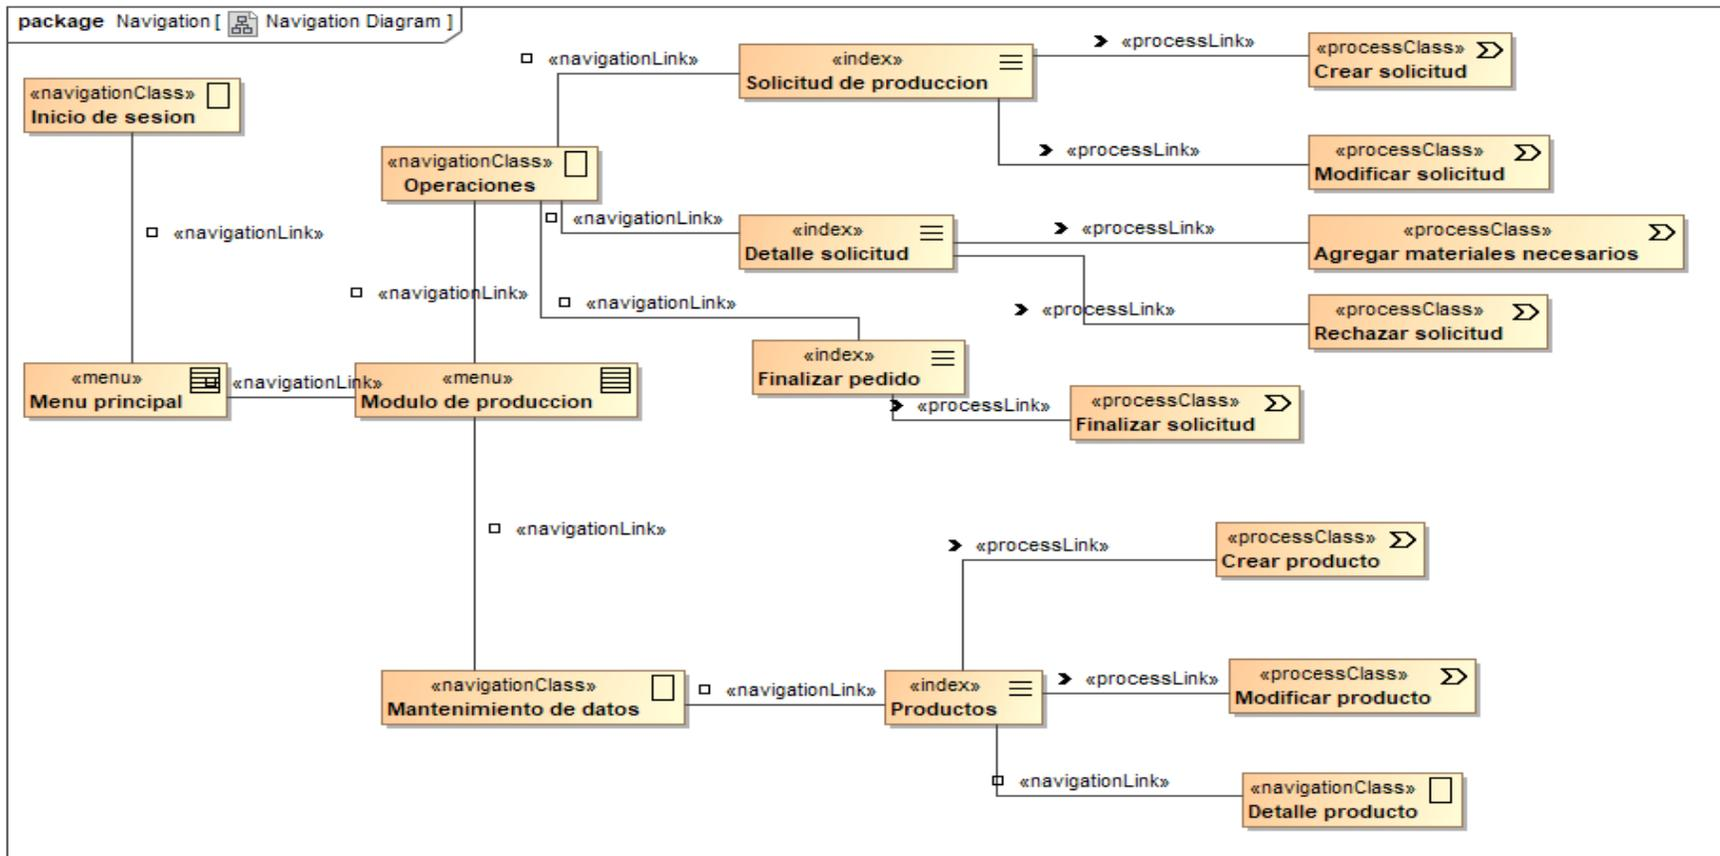 package Navigation [ Navigation Diagram ]
«navigationClass»
Inicio de sesion
«navigationLink»
«menu»
Menu principal
«navigationLink»
«menu»
Modulo de produccion
«navigationLink»
«navigationClass»
Operaciones
«navigationLink»
«index»
Solicitud de produccion
«processLink»
«processClass»
Crear solicitud
«processLink»
«processClass»
Modificar solicitud
«navigationLink»
«index»
Detalle solicitud
«processLink»
«processClass»
Agregar materiales necesarios
«processLink»
«processClass»
Rechazar solicitud
«navigationLink»
«index»
Finalizar pedido
«processLink»
«processClass»
Finalizar solicitud
«navigationLink»
«navigationClass»
Mantenimiento de datos
«navigationLink»
«index»
Productos
«processLink»
«processClass»
Crear producto
«processLink»
«processClass»
Modificar producto
«navigationLink»
«navigationClass»
Detalle producto